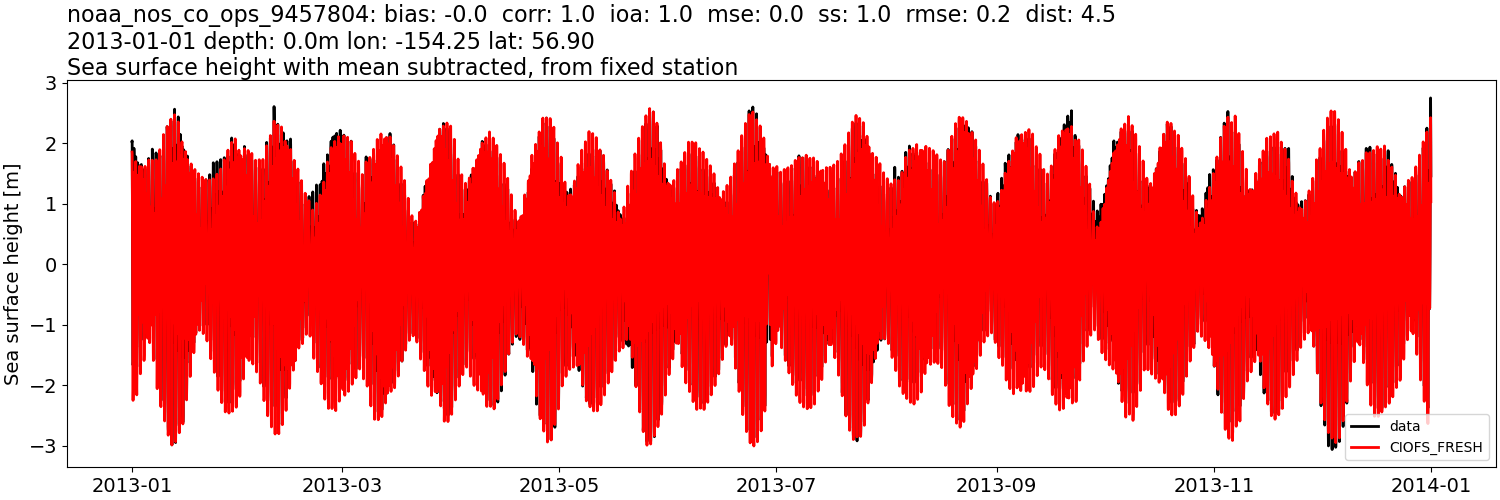 noaa_nos_co_ops_9457804: bias: -0.0  corr: 1.0  ioa: 1.0  mse: 0.0  ss: 1.0  rmse: 0.2  dist: 4.5
2013-01-01 depth: 0.0m lon: -154.25 lat: 56.90
Sea surface height with mean subtracted, from fixed station
Sea surface height [m]
3
2
1
0
−1
−2
−3
data
CIOFS_FRESH
2013-01 2013-03 2013-05 2013-07 2013-09 2013-11 2014-01